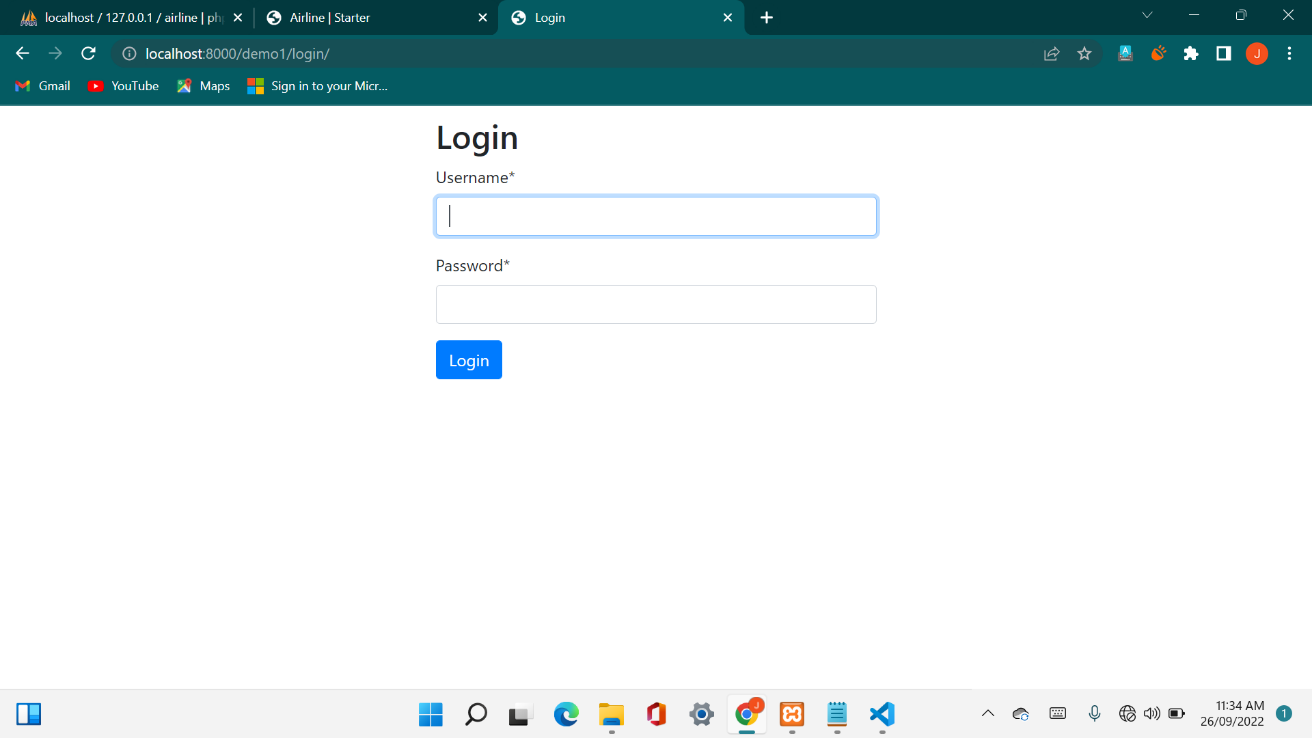 localhost / 127.0.0.1 / airline | ph
Airline | Starter
Login
localhost:8000/demo1/login/
J
Gmail
YouTube
Maps
Sign in to your Micr...
Login
Username*
Password*
Login
11:34 AM
26/09/2022
1